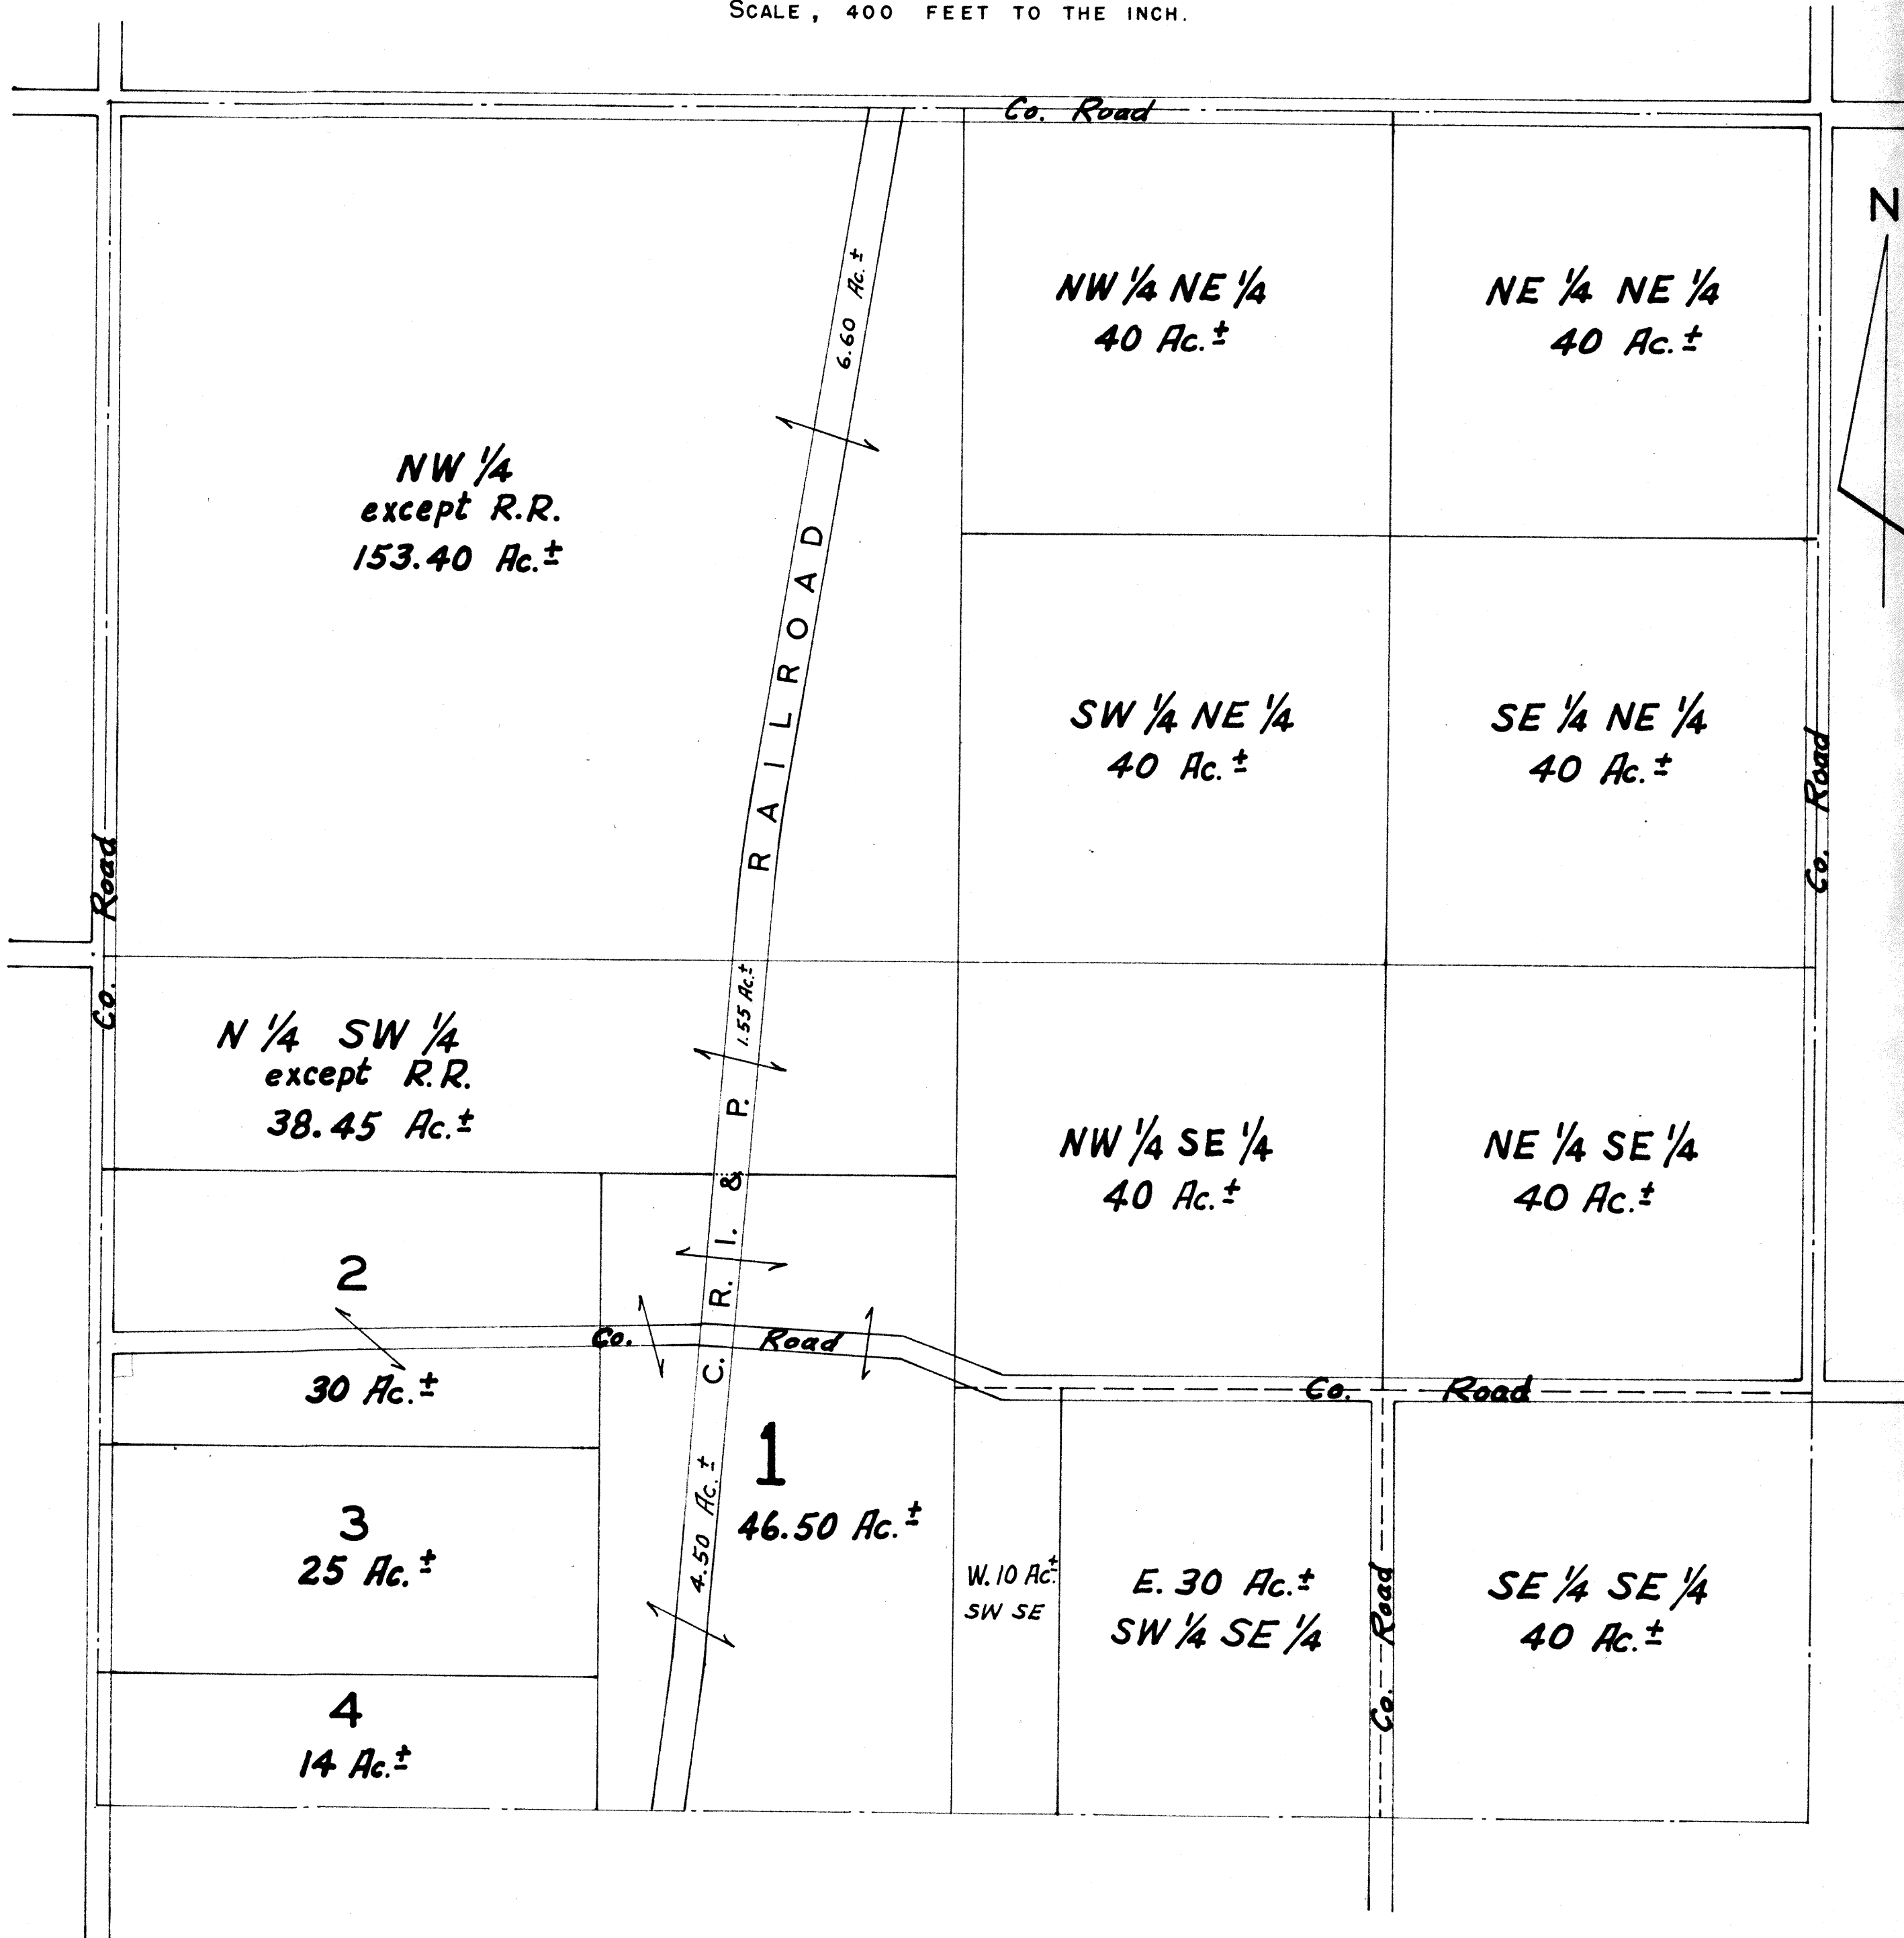 SCALE, 400 FEET TO THE INCH.
Co. Road
N
6.60 Ac.±
NW ¼ NE ¼
40 Ac.±
NE ¼ NE ¼
40 Ac.±
NW ¼
except R.R.
153.40 Ac.±
SW ¼ NE ¼
40 Ac.±
SE ¼ NE ¼
40 Ac.±
Co. Road
Co. Road
C. R. I. & P. RAILROAD
1.55 Ac.±
N ¼ SW ¼
except R.R.
38.45 Ac.±
NW ¼ SE ¼
40 Ac.±
NE ¼ SE ¼
40 Ac.±
2
30 Ac.±
Co. Road
Co. Road
1
46.50 Ac.±
4.50 Ac.±
3
25 Ac.±
W. 10 Ac.±
SW SE
E. 30 Ac.±
SW ¼ SE ¼
Co. Road
SE ¼ SE ¼
40 Ac.±
4
14 Ac.±